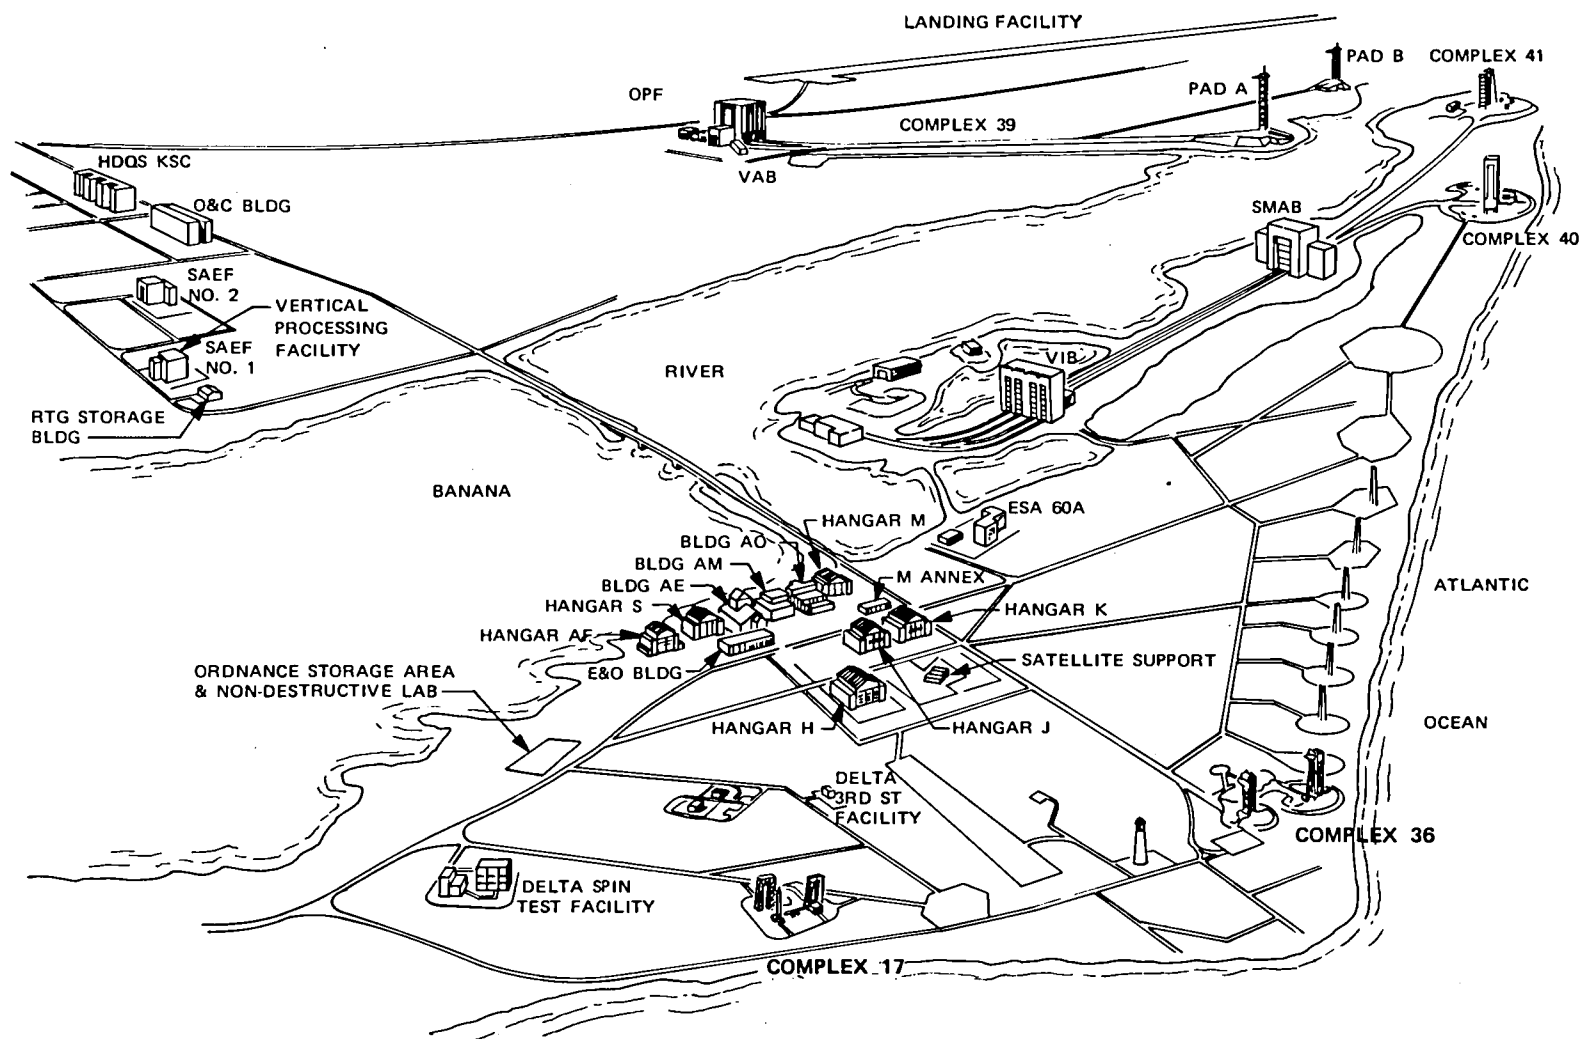 LANDING FACILITY
PAD B
COMPLEX 41
OPF
PAD A
COMPLEX 39
HDQS KSC
VAB
O&C BLDG
SMAB
COMPLEX 40
SAEF
NO. 2
VERTICAL
PROCESSING
FACILITY
SAEF
NO. 1
VIB
RIVER
RTG STORAGE
BLDG
BANANA
ESA 60A
HANGAR M
BLDG AO
BLDG AM
M ANNEX
BLDG AE
ATLANTIC
HANGAR S
HANGAR K
HANGAR AF
SATELLITE SUPPORT
ORDNANCE STORAGE AREA
& NON-DESTRUCTIVE LAB
E&O BLDG
HANGAR H
HANGAR J
OCEAN
DELTA
3RD ST
FACILITY
COMPLEX 36
DELTA SPIN
TEST FACILITY
COMPLEX 17